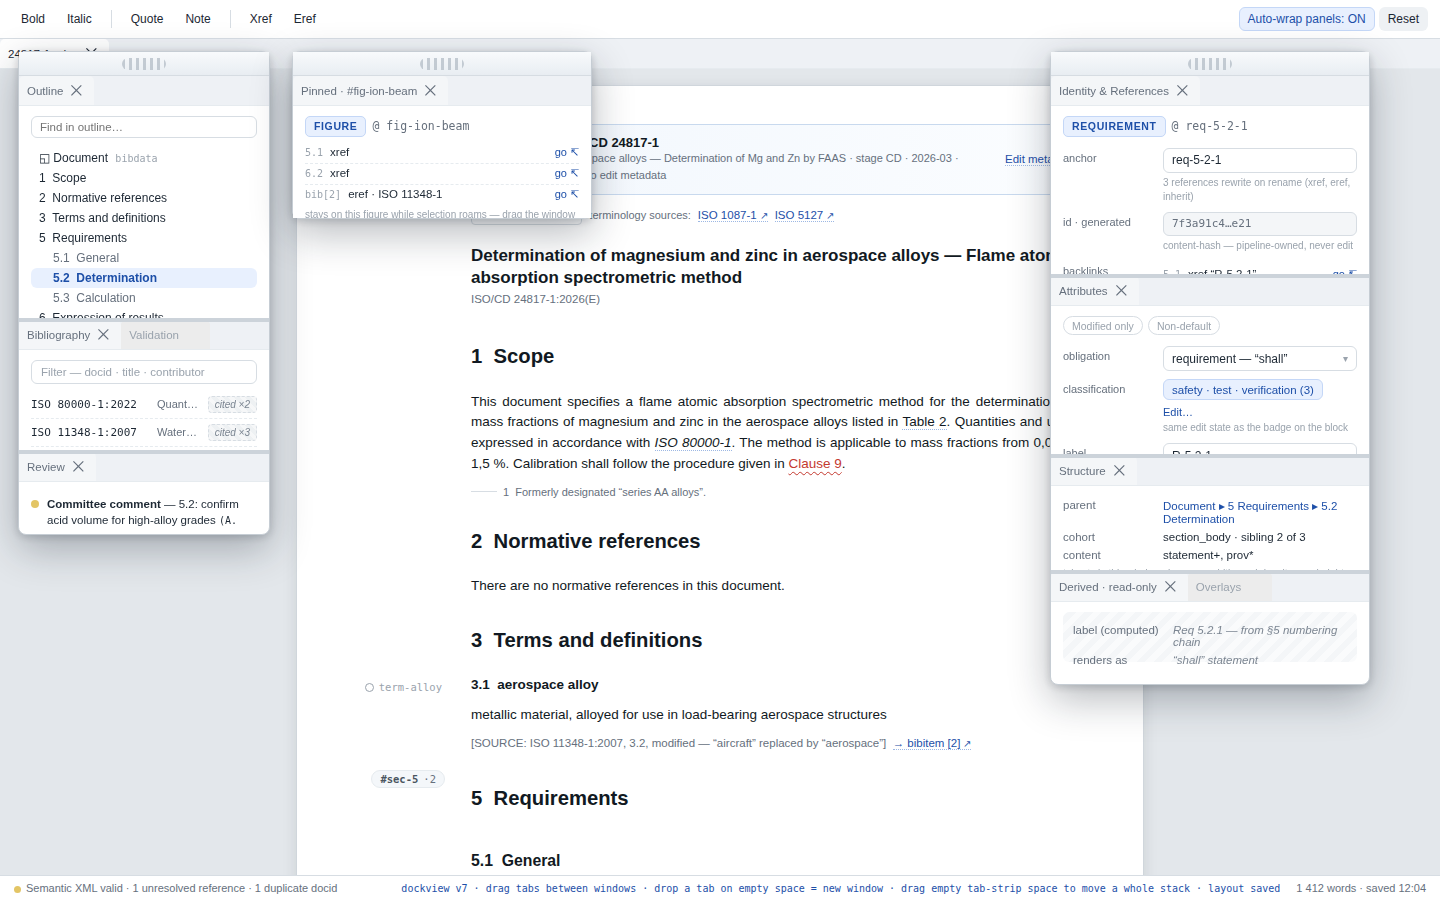 Bold Italic Quote Note Xref Eref Auto-wrap panels: ON Reset
Outline
Find in outline…
Document bibdata
1 Scope
2 Normative references
3 Terms and definitions
5 Requirements
5.1 General
5.2 Determination
5.3 Calculation
6 Expression of results
Bibliography Validation
Filter — docid · title · contributor
ISO 80000-1:2022 Quant… cited ×2
ISO 11348-1:2007 Water… cited ×3
Review
Committee comment — 5.2: confirm
acid volume for high-alloy grades (A.
Pinned · #fig-ion-beam
FIGURE @ fig-ion-beam
5.1 xref go ⇱
6.2 xref go ⇱
bib[2] eref · ISO 11348-1 go ⇱
stays on this figure while selection roams — drag the window
CD 24817-1
space alloys — Determination of Mg and Zn by FAAS · stage CD · 2026-03 ·
to edit metadata
Edit meta
terminology sources: ISO 1087-1 ↗ ISO 5127 ↗
Determination of magnesium and zinc in aerospace alloys — Flame atom
absorption spectrometric method
ISO/CD 24817-1:2026(E)
1 Scope
This document specifies a flame atomic absorption spectrometric method for the determinatio
mass fractions of magnesium and zinc in the aerospace alloys listed in Table 2. Quantities and u
expressed in accordance with ISO 80000-1. The method is applicable to mass fractions from 0,0
1,5 %. Calibration shall follow the procedure given in Clause 9.
1 Formerly designated “series AA alloys”.
2 Normative references
There are no normative references in this document.
3 Terms and definitions
term-alloy
3.1 aerospace alloy
metallic material, alloyed for use in load-bearing aerospace structures
[SOURCE: ISO 11348-1:2007, 3.2, modified — “aircraft” replaced by “aerospace”] → bibitem [2] ↗
#sec-5 ·2
5 Requirements
5.1 General
Identity & References
REQUIREMENT @ req-5-2-1
anchor req-5-2-1
3 references rewrite on rename (xref, eref,
inherit)
id · generated 7f3a91c4…e21
content-hash — pipeline-owned, never edit
backlinks 5.1 xref “R-5.2-1” go ⇱
Attributes
Modified only Non-default
obligation requirement — “shall” ▾
classification safety · test · verification (3)
Edit…
same edit state as the badge on the block
label R-5.2-1
Structure
parent Document ▸ 5 Requirements ▸ 5.2
Determination
cohort section_body · sibling 2 of 3
content statement+, prov*
Derived · read-only Overlays
label (computed) Req 5.2.1 — from §5 numbering
chain
renders as “shall” statement
Semantic XML valid · 1 unresolved reference · 1 duplicate docid
dockview v7 · drag tabs between windows · drop a tab on empty space = new window · drag empty tab-strip space to move a whole stack · layout saved
1 412 words · saved 12:04